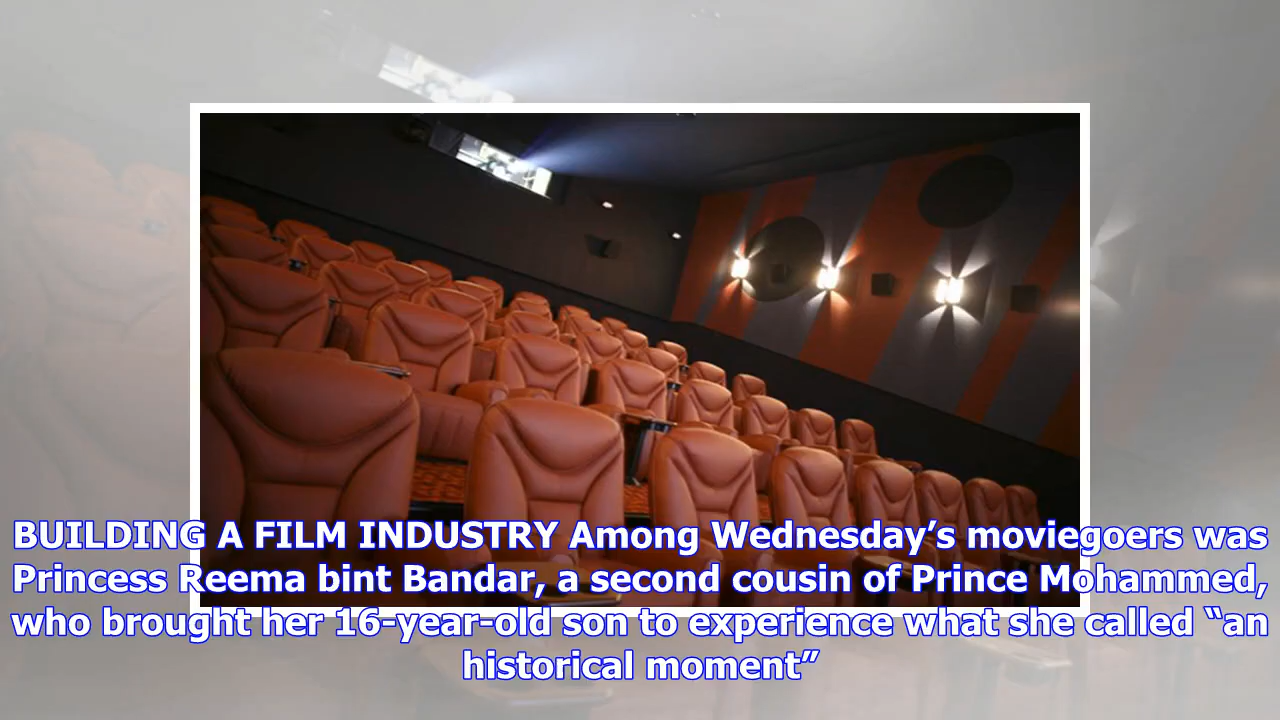 BUILDING A FILM INDUSTRY Among Wednesday’s moviegoers was
Princess Reema bint Bandar, a second cousin of Prince Mohammed,
who brought her 16-year-old son to experience what she called “an
historical moment”